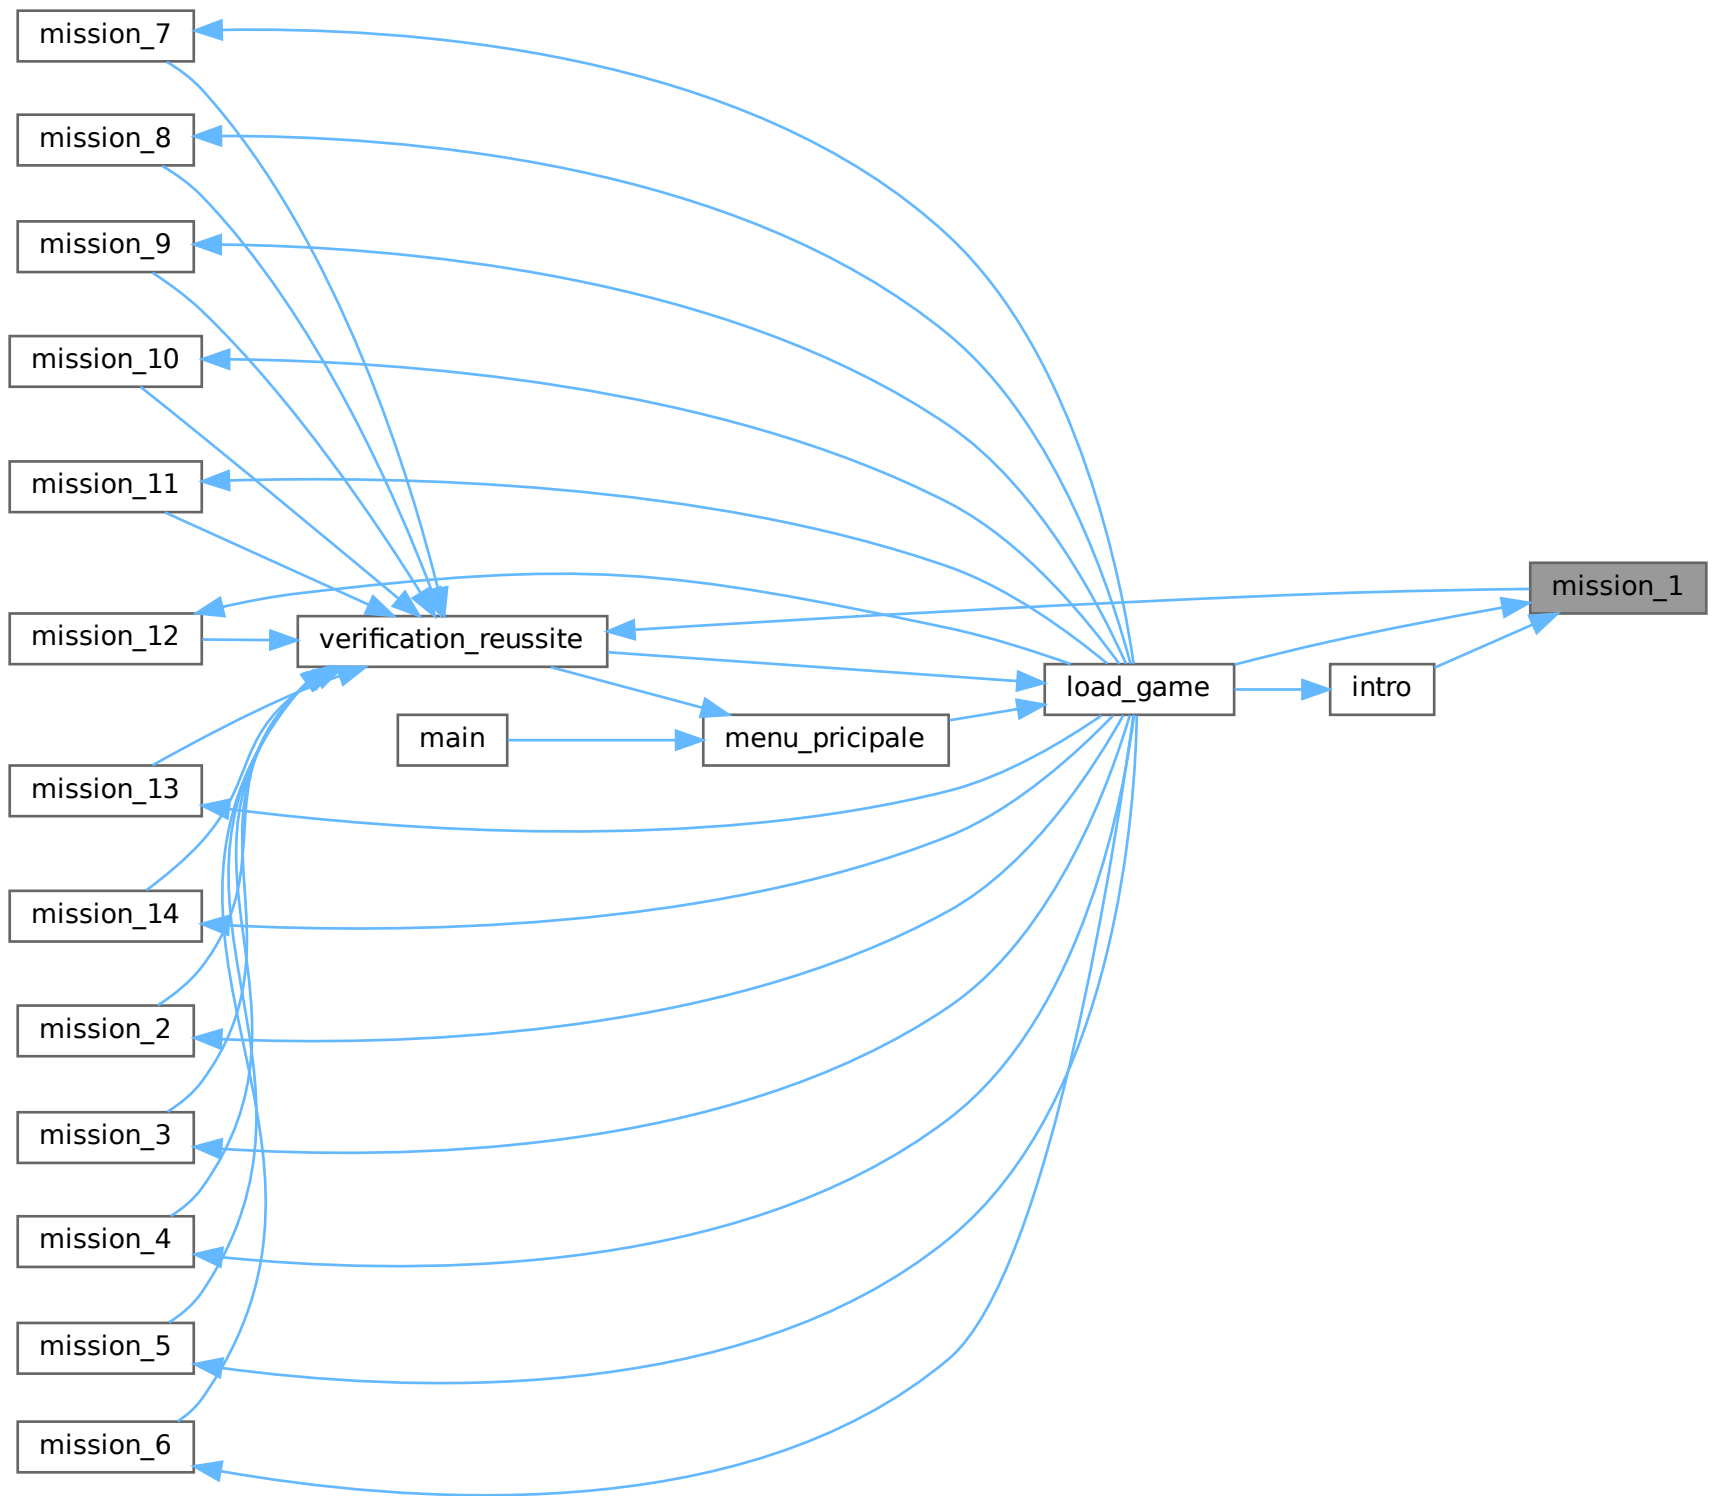 mission_7
mission_8
mission_9
mission_10
mission_11
mission_1
mission_12
verification_reussite
load_game
intro
main
menu_pricipale
mission_13
mission_14
mission_2
mission_3
mission_4
mission_5
mission_6